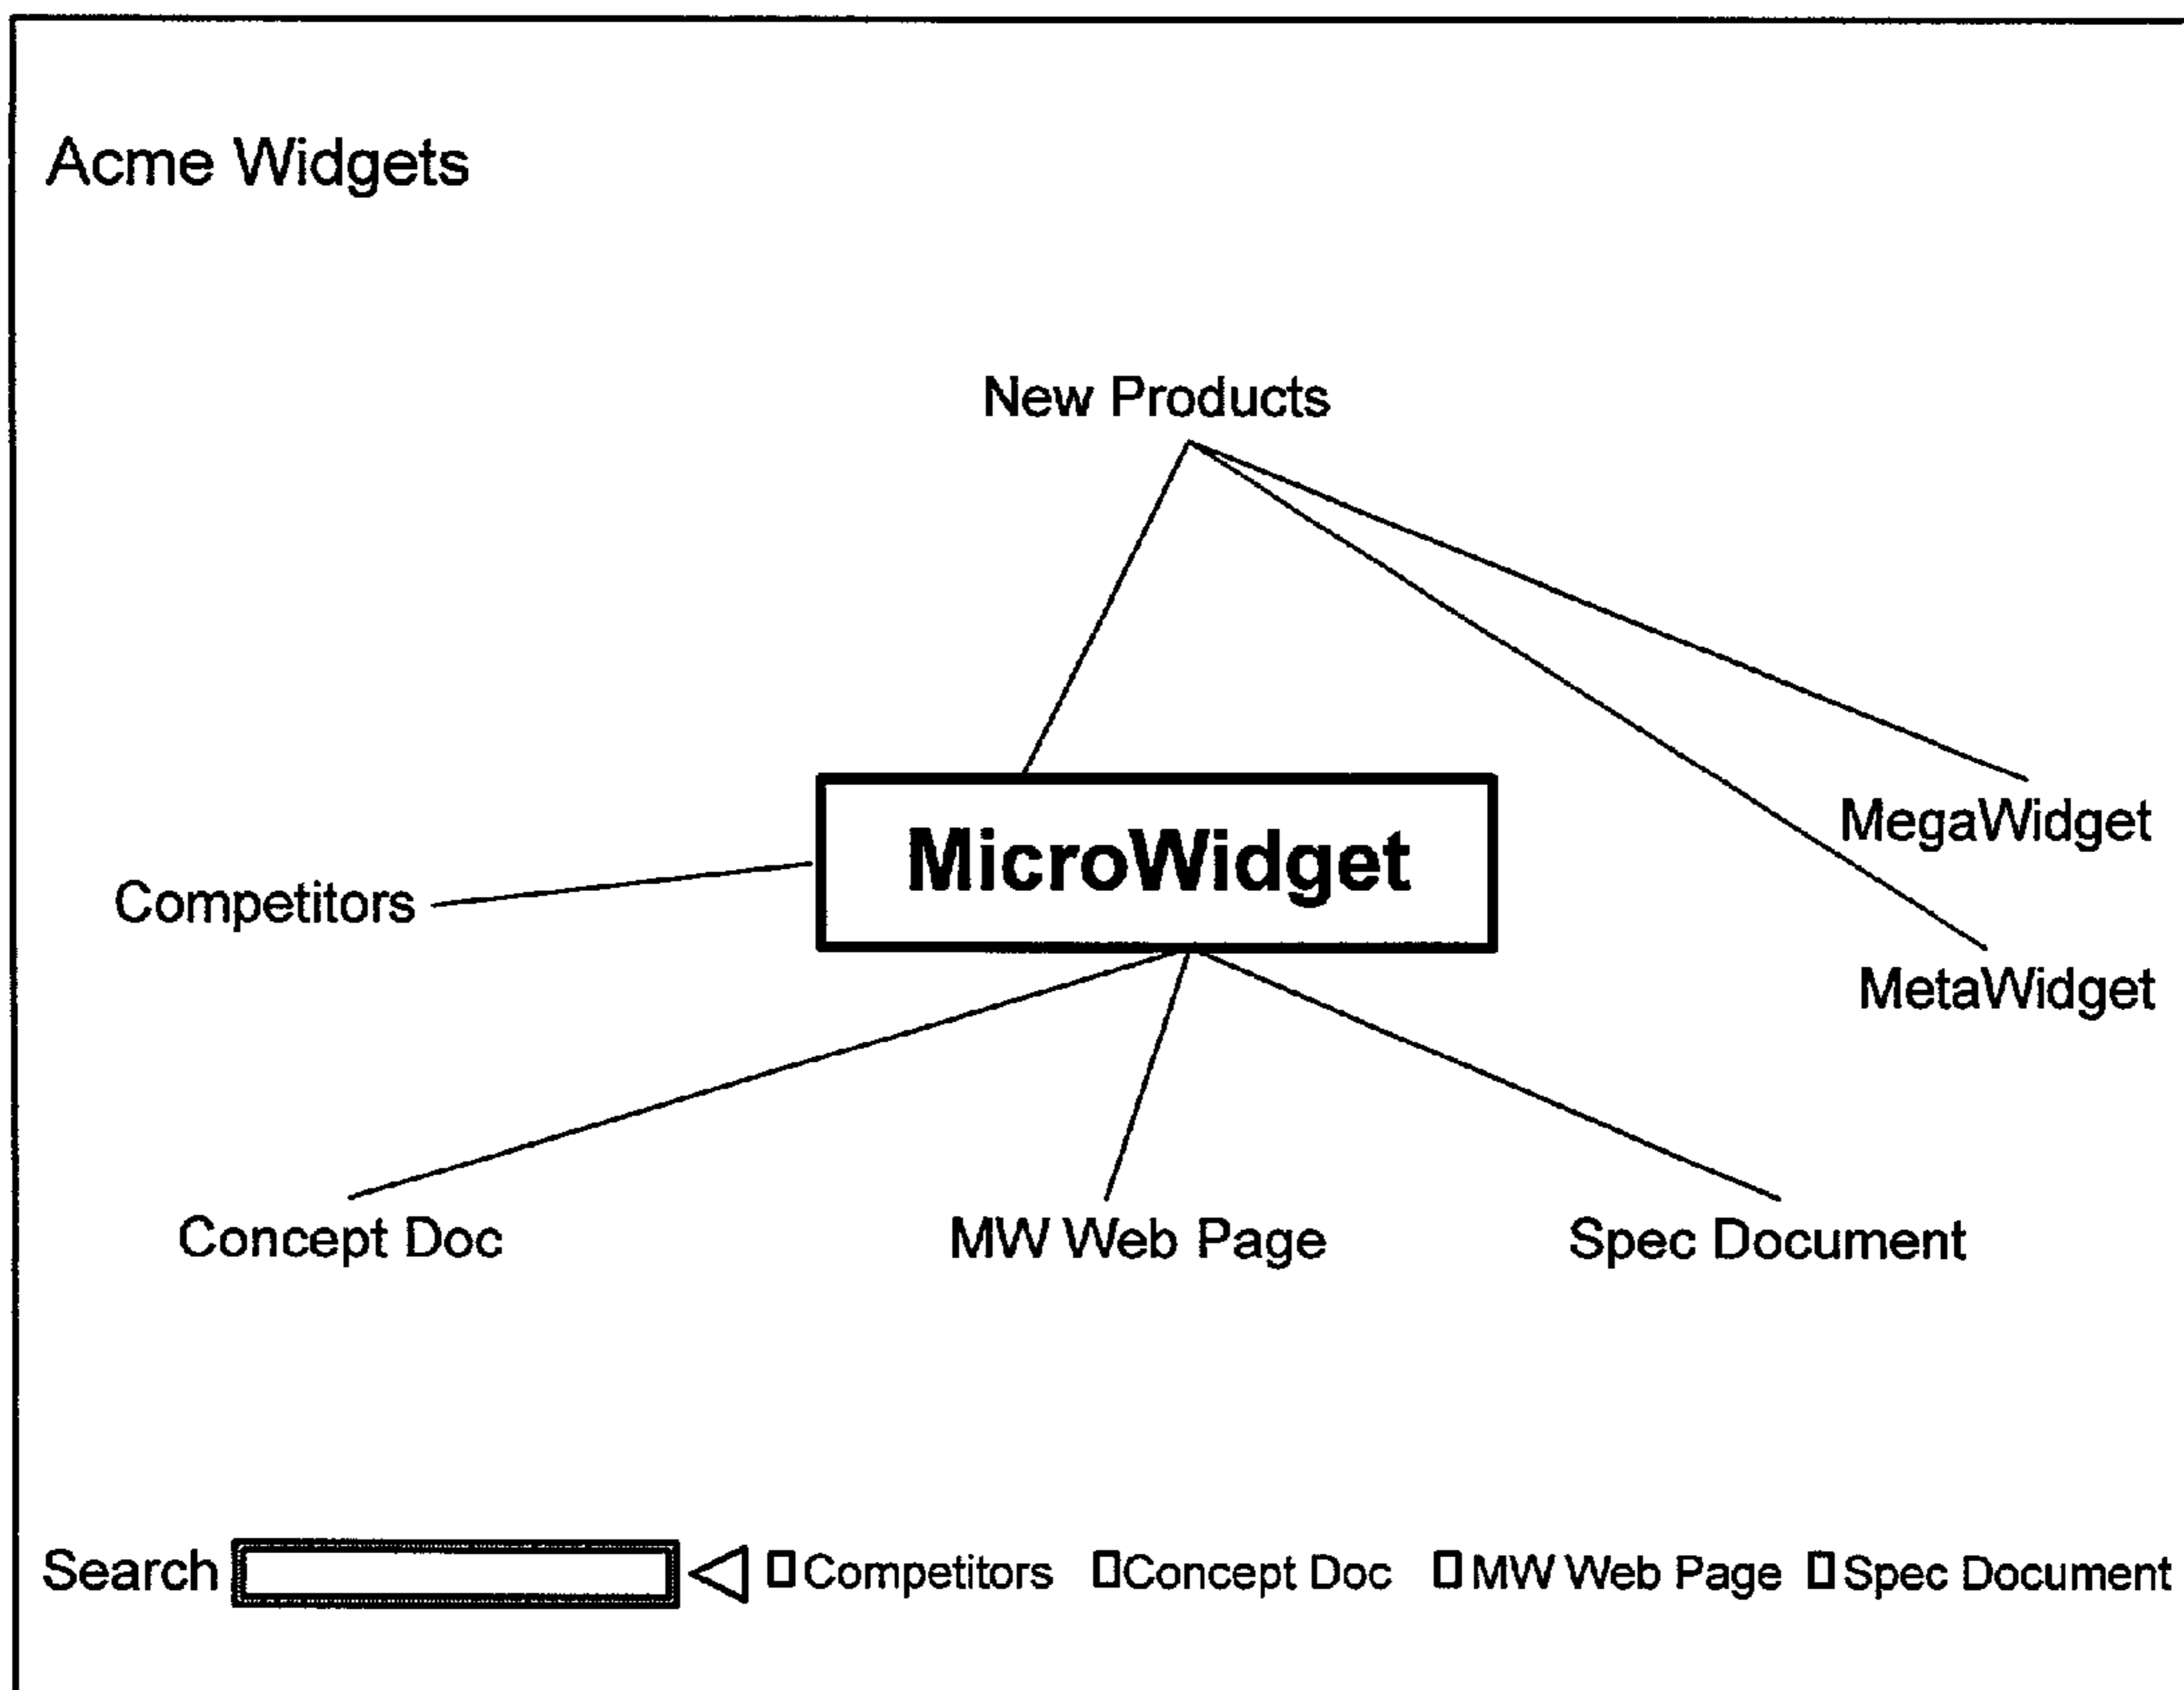 Acme Widgets
New Products
MegaWidget
MicroWidget
Competitors
MetaWidget
Concept Doc MW Web Page Spec Document
Search Competitors Concept Doc MW Web Page Spec Document